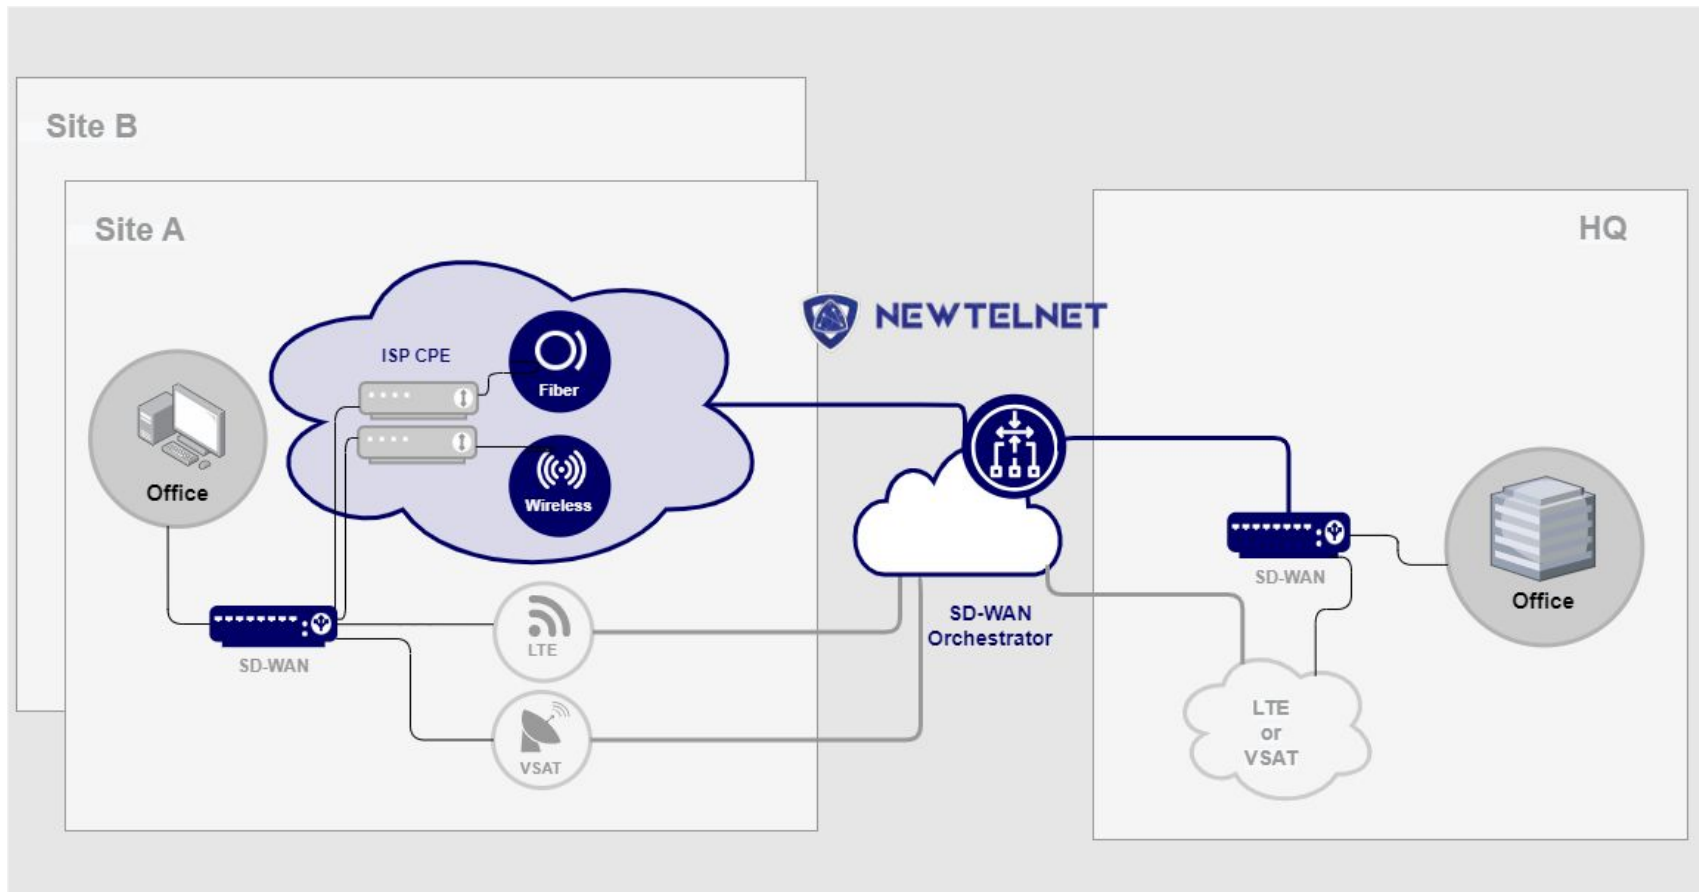 Site B
Site A
HQ
NEWTELNET
ISP CPE
Fiber
Office
Wireless
SD-WAN
LTE
VSAT
SD-WAN
Orchestrator
SD-WAN
Office
LTE
or
VSAT